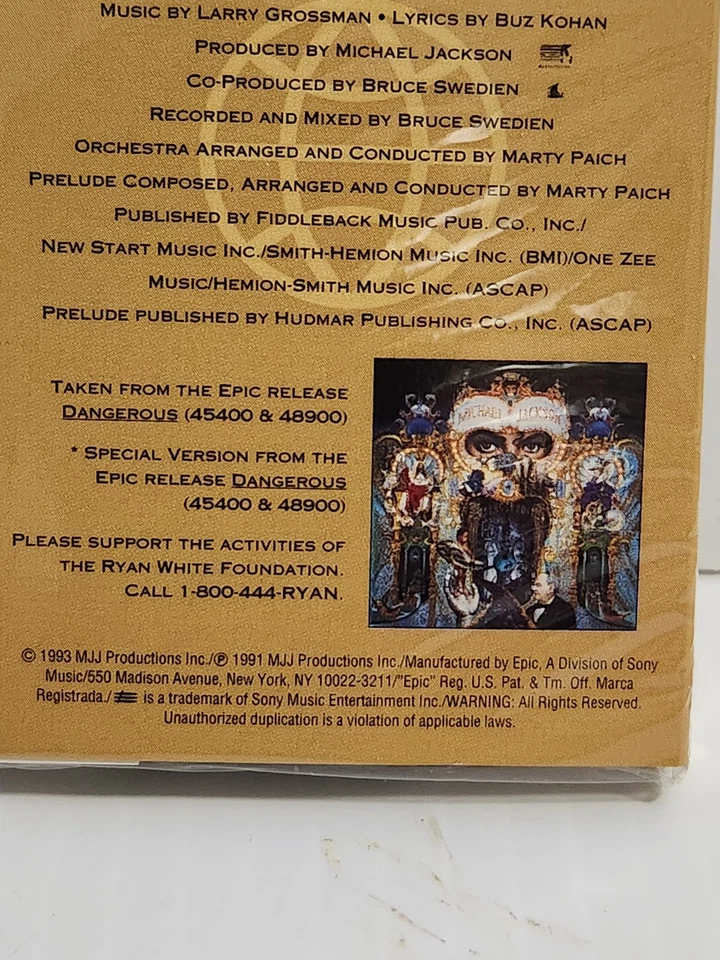 MUSIC BY LARRY GROSSMAN • LYRICS BY BUZ KOHAN
PRODUCED BY MICHAEL JACKSON
CO-PRODUCED BY BRUCE SWEDIEN
RECORDED AND MIXED BY BRUCE SWEDIEN
ORCHESTRA ARRANGED AND CONDUCTED BY MARTY PAICH
PRELUDE COMPOSED, ARRANGED AND CONDUCTED BY MARTY PAICH
PUBLISHED BY FIDDLEBACK MUSIC PUB. CO., INC./
NEW START MUSIC INC./SMITH-HEMION MUSIC INC. (BMI)/ONE ZEE
MUSIC/HEMION-SMITH MUSIC INC. (ASCAP)
PRELUDE PUBLISHED BY HUDMAR PUBLISHING CO., INC. (ASCAP)
TAKEN FROM THE EPIC RELEASE
DANGEROUS (45400 & 48900)
* SPECIAL VERSION FROM THE
EPIC RELEASE DANGEROUS
(45400 & 48900)
PLEASE SUPPORT THE ACTIVITIES OF
THE RYAN WHITE FOUNDATION.
CALL 1-800-444-RYAN.
MICHAEL
© 1993 MJJ Productions Inc./℗ 1991 MJJ Productions Inc./Manufactured by Epic, A Division of Sony
Music/550 Madison Avenue, New York, NY 10022-3211/"Epic" Reg. U.S. Pat. & Tm. Off. Marca
Registrada./ is a trademark of Sony Music Entertainment Inc./WARNING: All Rights Reserved.
Unauthorized duplication is a violation of applicable laws.